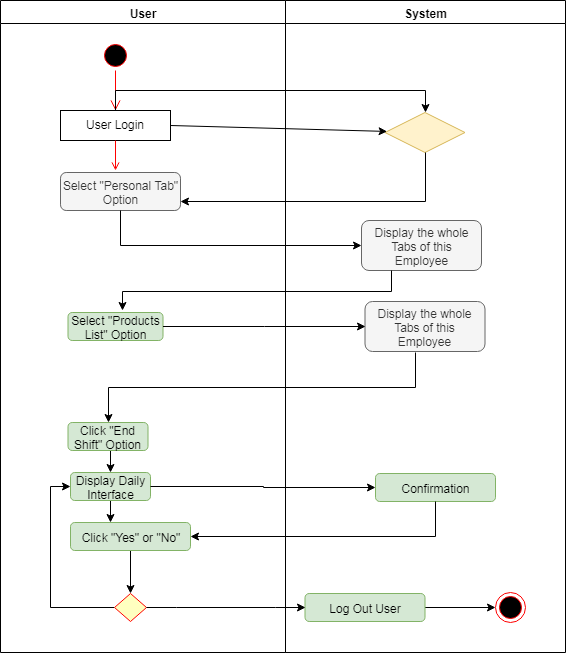 User
System
User Login
Select "Personal Tab"
Option
Display the whole
Tabs of this
Employee
Select "Products
List" Option
Display the whole
Tabs of this
Employee
Click "End
Shift" Option
Display Daily
Interface
Confirmation
Click "Yes" or "No"
Log Out User